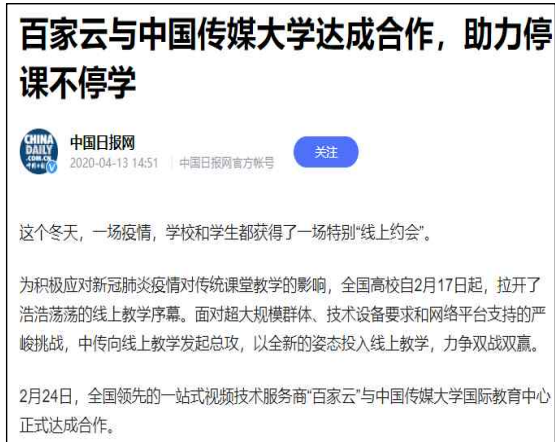 百家云与中国传媒大学达成合作，助力停
课不停学
CHINA
DAILY
.COM.CN
中国日报网
2020-04-13 14:51
中国日报网官方帐号
关注
这个冬天，一场疫情，学校和学生都获得了一场特别“线上约会”。
为积极应对新冠肺炎疫情对传统课堂教学的影响，全国高校自2月17日起，拉开了
浩浩荡荡的线上教学序幕。面对超大规模群体、技术设备要求和网络平台支持的严
峻挑战，中传向线上教学发起总攻，以全新的姿态投入线上教学，力争双战双赢。
2月24日，全国领先的一站式视频技术服务商“百家云”与中国传媒大学国际教育中心
正式达成合作。